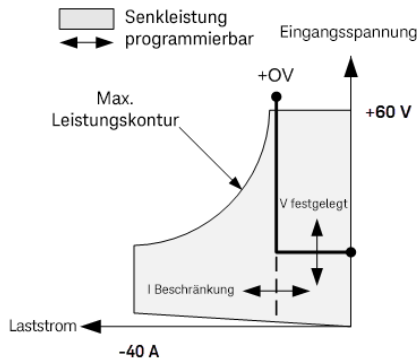 Senkleistung
programmierbar
Eingangsspannung
+OV
Max.
Leistungskontur
+60 V
V festgelegt
I Beschränkung
Laststrom
-40 A